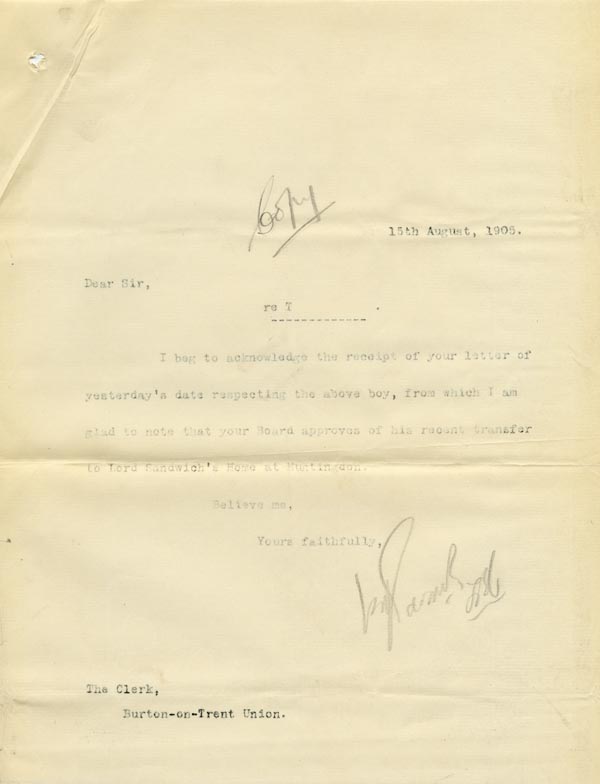 Copy
15th August, 1905.
Dear Sir,
re T .
I beg to acknowledge the receipt of your letter of
yesterday's date respecting the above boy, from which I am
glad to note that your Board approves of his recent transfer
to Lord Sandwich's Home at Huntingdon.
Believe me,
Yours faithfully,
The Clerk,
Burton-on-Trent Union.